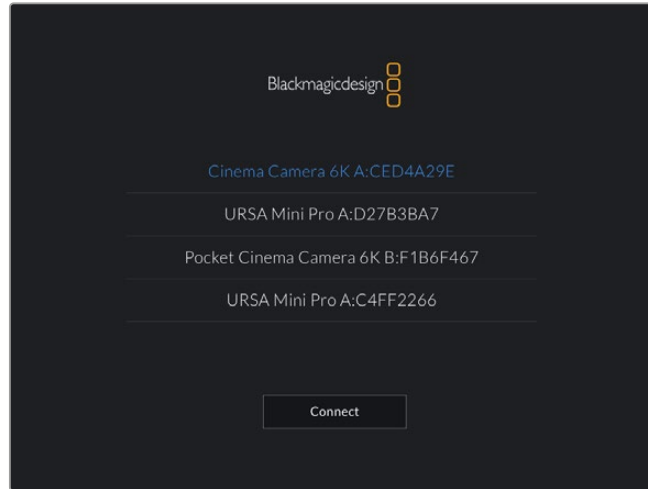 Blackmagicdesign
Cinema Camera 6K A:CED4A29E
URSA Mini Pro A:D27B3BA7
Pocket Cinema Camera 6K B:F1B6F467
URSA Mini Pro A:C4FF2266
Connect